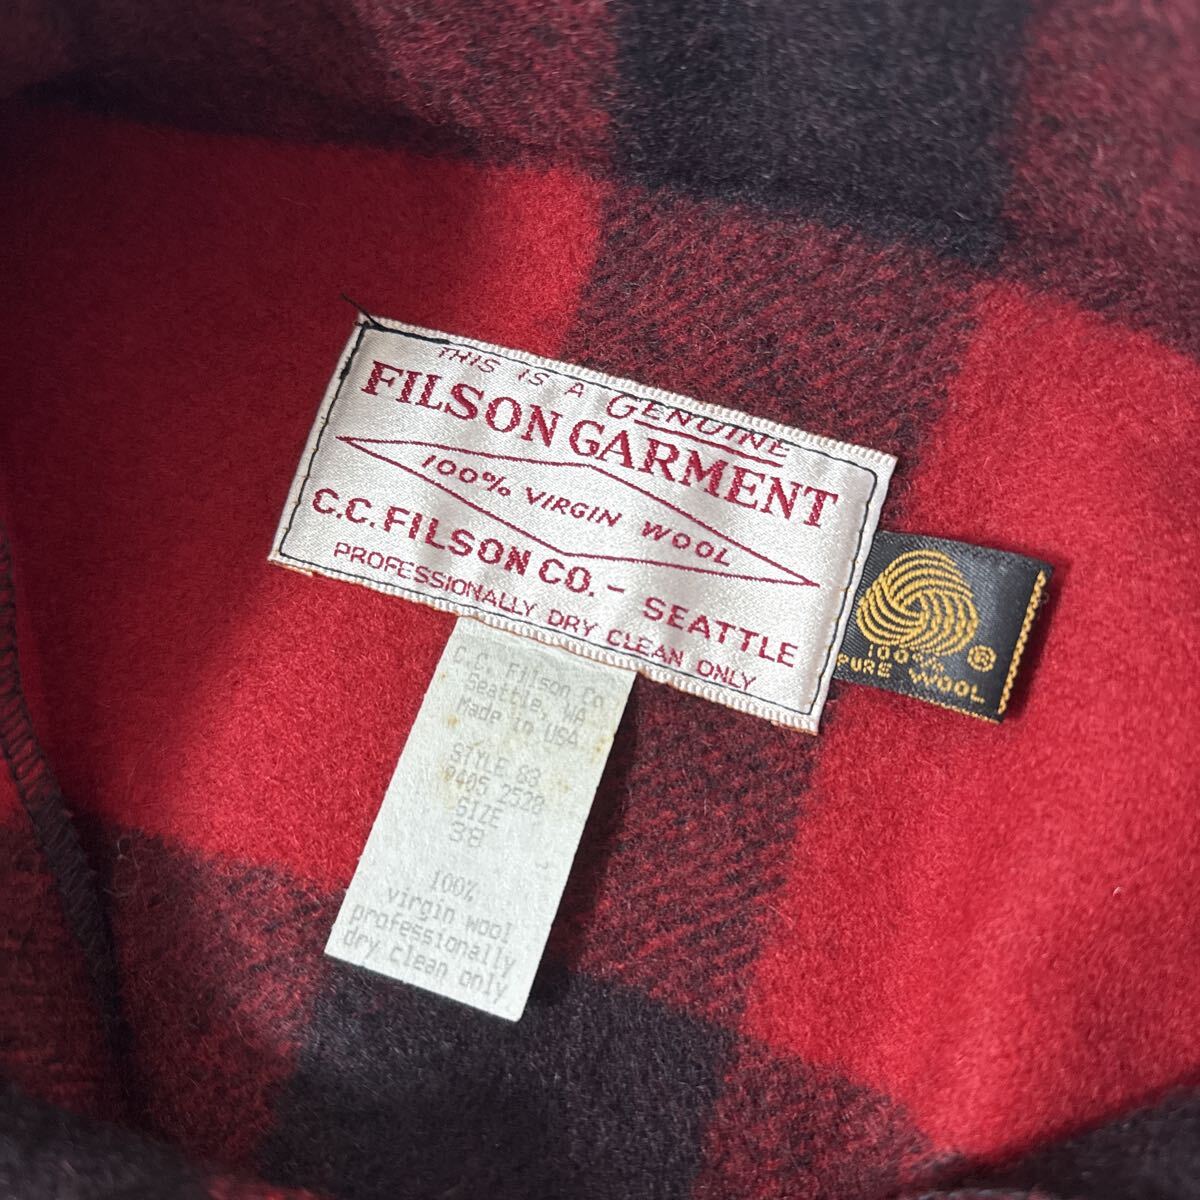 THIS IS A GENUINE
FILSON GARMENT
100% VIRGIN WOOL
C.C. FILSON CO. - SEATTLE
PROFESSIONALLY DRY CLEAN ONLY
100%
®
PURE WOOL
C.C. Filson Co
Seattle, WA
Made in USA
STYLE 83
0405 2520
SIZE
38
100%
virgin wool
professionally
dry clean only